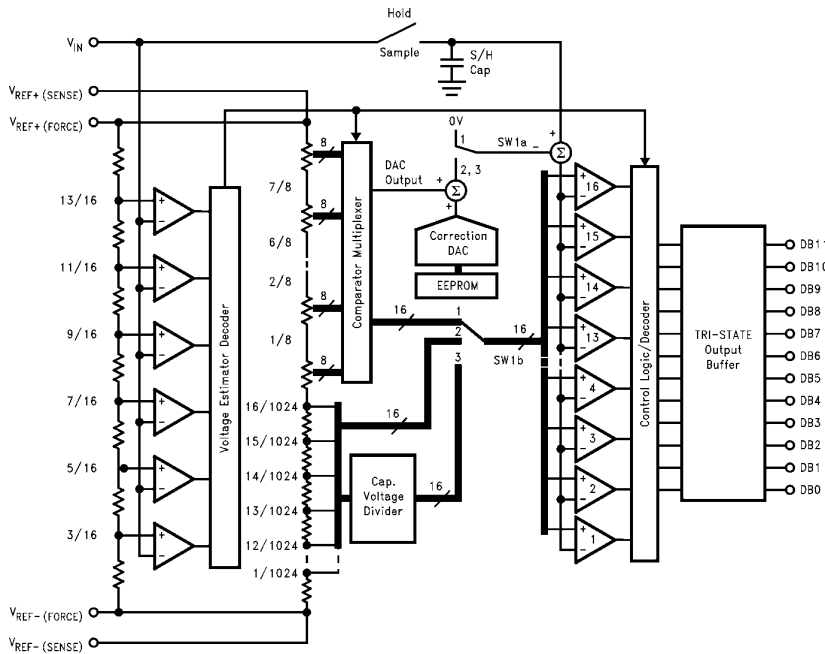 Hold
V_IN
Sample
S/H
Cap
V_REF+ (SENSE)
V_REF+ (FORCE)
0V
1
SW1a
–
+
8
DAC
Output
2, 3
+
Σ
+
Σ
7/8
13/16
+
–
8
6/8
Correction
DAC
EEPROM
11/16
+
–
2/8
8
9/16
+
–
1/8
8
Comparator Multiplexer
16
1
2
3
16
SW1b
7/16
+
–
5/16
+
–
3/16
+
–
Voltage Estimator Decoder
16/1024
15/1024
14/1024
13/1024
12/1024
1/1024
16
Cap.
Voltage
Divider
16
+
–
16
+
–
15
+
–
14
+
–
13
+
–
4
+
–
3
+
–
2
+
–
1
Control Logic/Decoder
TRI-STATE
Output
Buffer
DB11
DB10
DB9
DB8
DB7
DB6
DB5
DB4
DB3
DB2
DB1
DB0
V_REF– (FORCE)
V_REF– (SENSE)